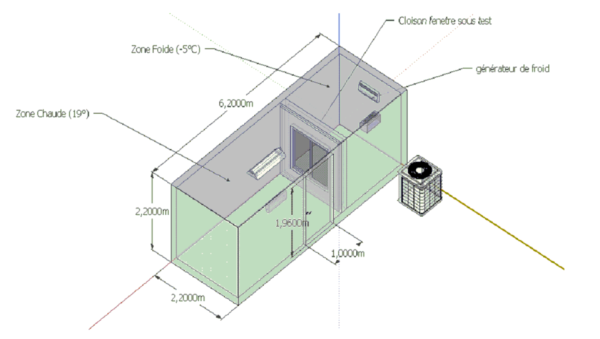 Cloison fenetre sous test
Zone Foide (-5°C)
générateur de froid
6,2000m
Zone Chaude (19°)
2,2000m
1,9600m
1,0000m
2,2000m